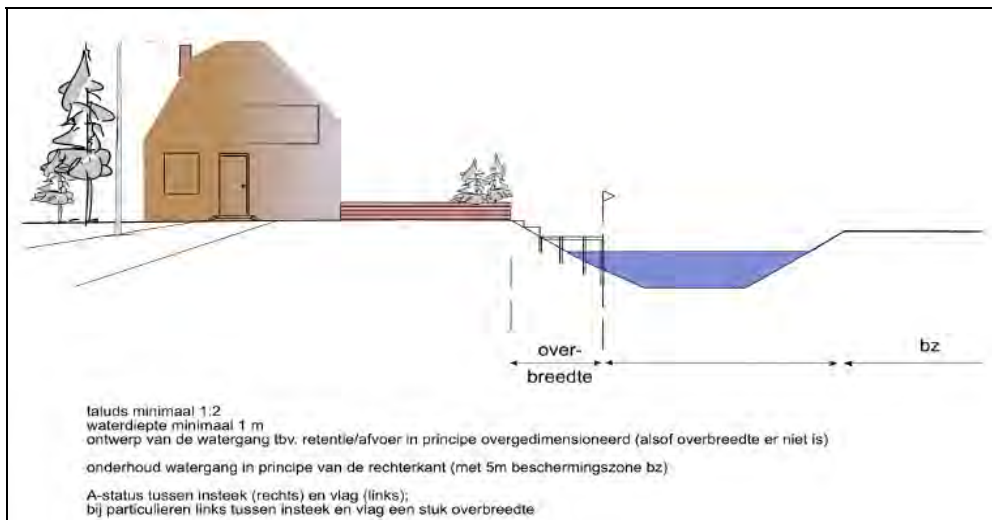 over-
breedte
bz
taluds minimaal 1:2
waterdiepte minimaal 1 m
ontwerp van de watergang tbv. retentie/afvoer in principe overgedimensioneerd (alsof overbreedte er niet is)
onderhoud watergang in principe van de rechterkant (met 5m beschermingszone bz)
A-status tussen insteek (rechts) en vlag (links);
bij particulieren links tussen insteek en vlag een stuk overbreedte